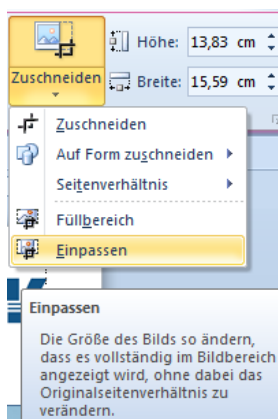 Höhe: 13,83 cm
Zuschneiden
Breite: 15,59 cm
Zuschneiden
Auf Form zuschneiden
Seitenverhältnis
Füllbereich
Einpassen
Einpassen
Die Größe des Bilds so ändern,
dass es vollständig im Bildbereich
angezeigt wird, ohne dabei das
Originalseitenverhältnis zu
verändern.